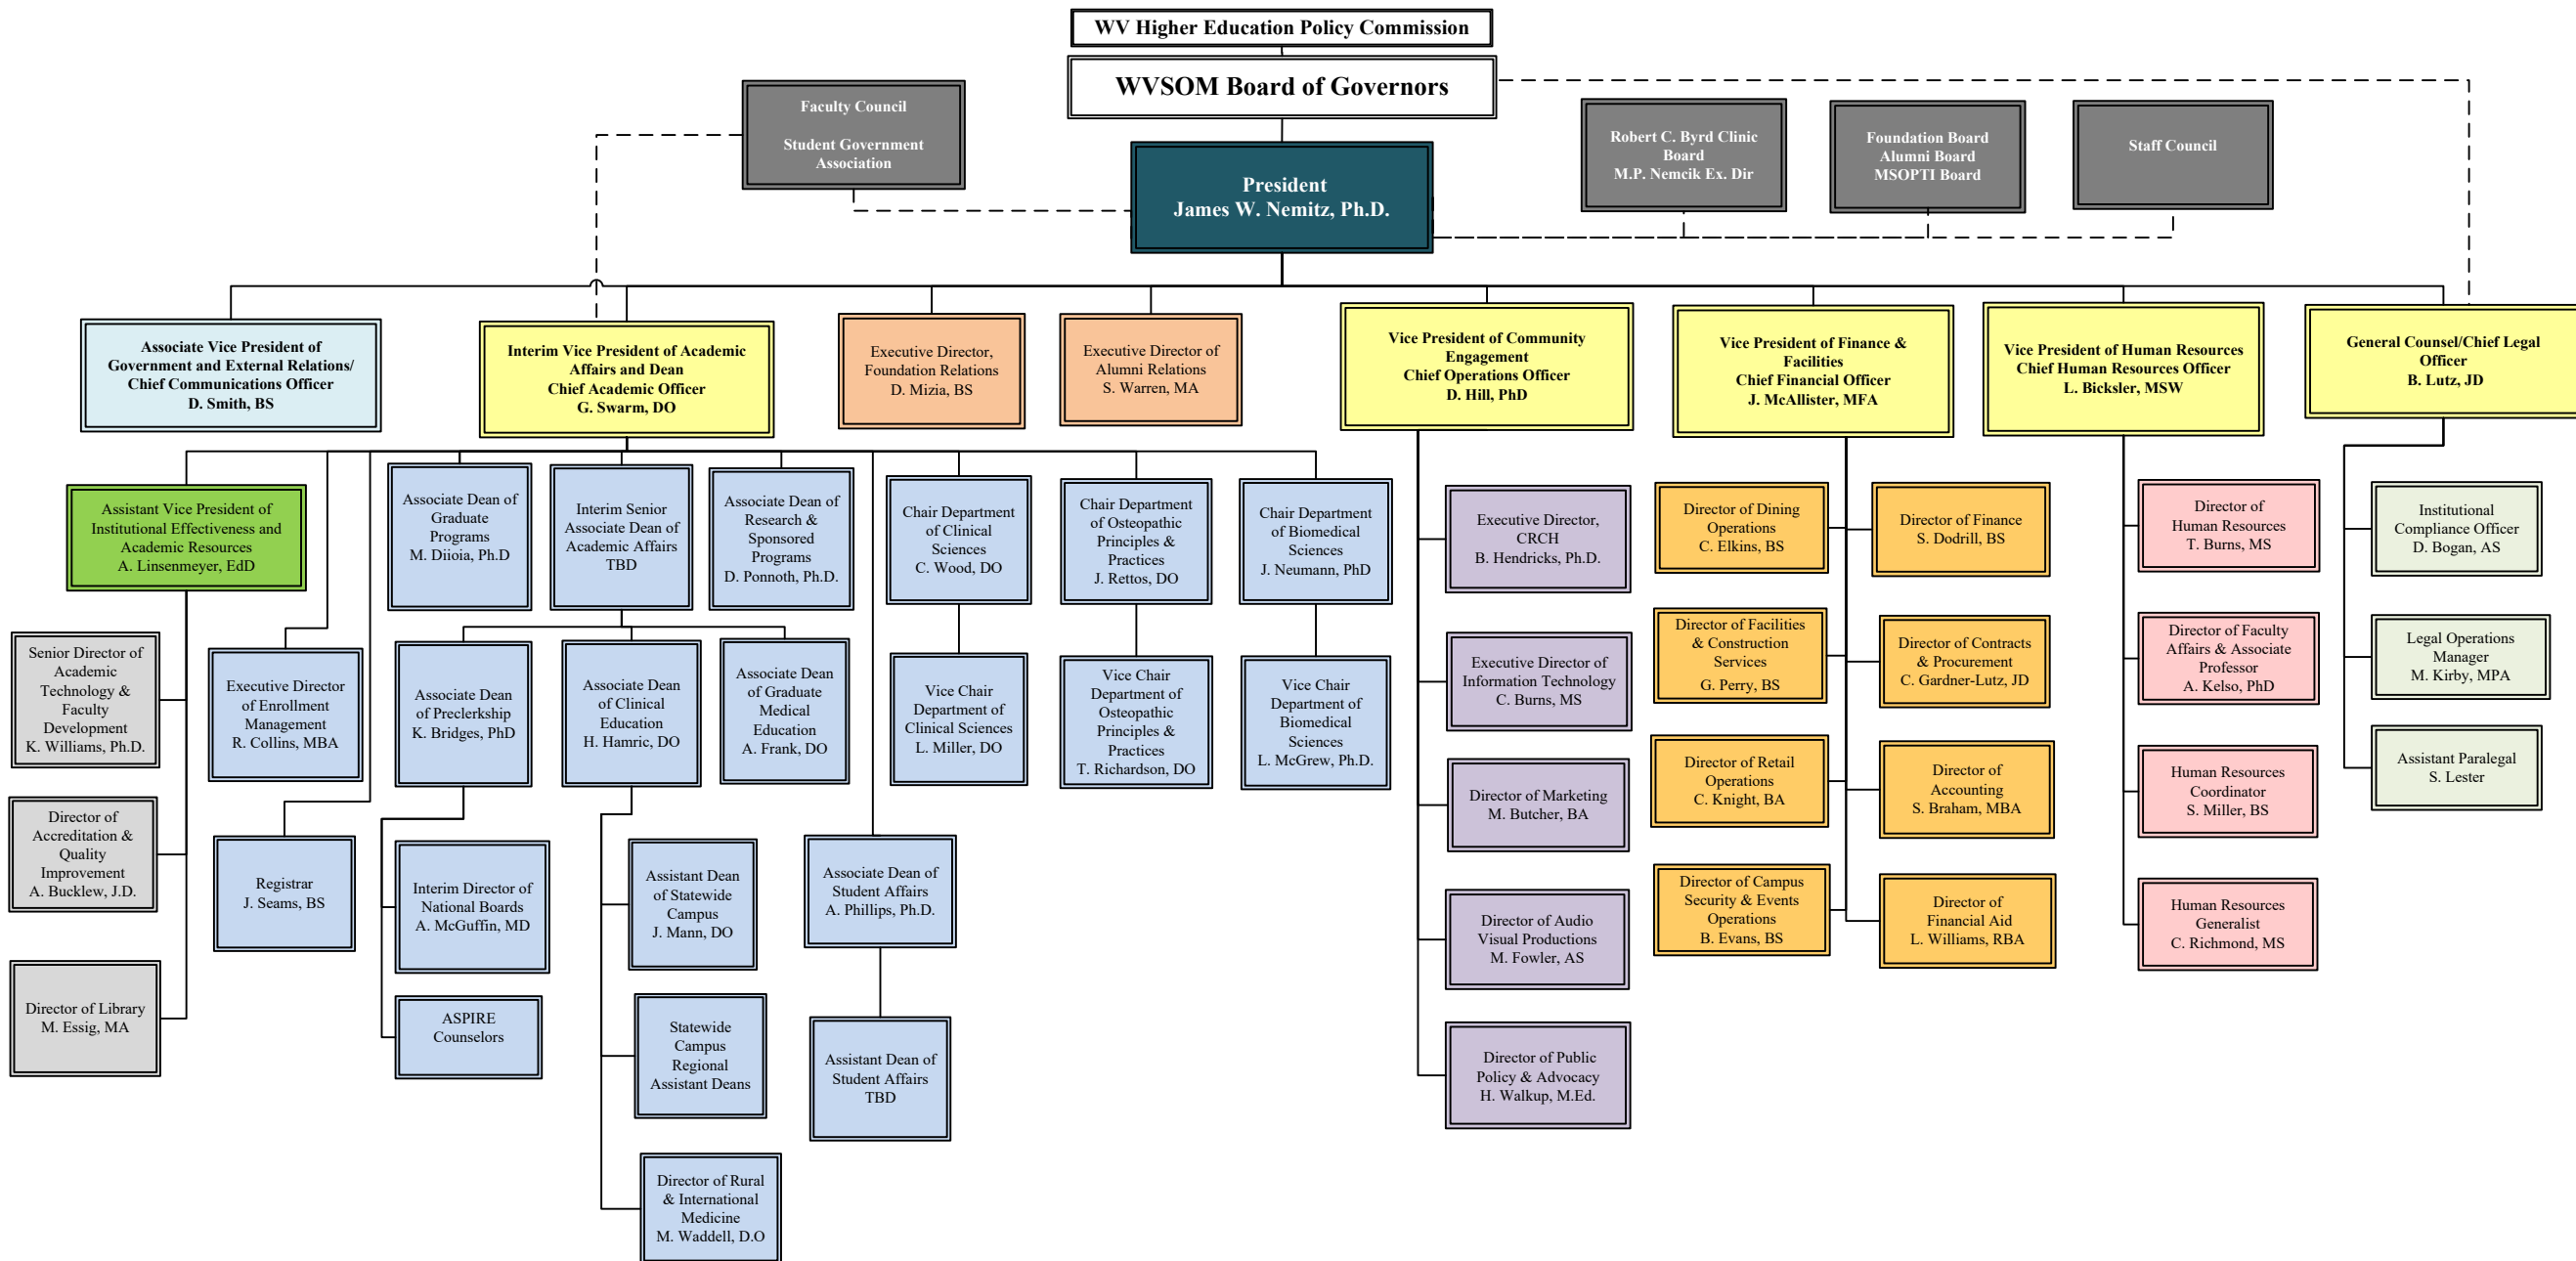 WV Higher Education Policy Commission
WVSOM Board of Governors
Faculty Council
Student Government
Association
President
James W. Nemitz, Ph.D.
Robert C. Byrd Clinic
Board
M.P. Nemcik Ex. Dir
Foundation Board
Alumni Board
MSOPTI Board
Staff Council
Associate Vice President of
Government and External Relations/
Chief Communications Officer
D. Smith, BS
Interim Vice President of Academic
Affairs and Dean
Chief Academic Officer
G. Swarm, DO
Executive Director,
Foundation Relations
D. Mizia, BS
Executive Director of
Alumni Relations
S. Warren, MA
Vice President of Community
Engagement
Chief Operations Officer
D. Hill, PhD
Vice President of Finance &
Facilities
Chief Financial Officer
J. McAllister, MFA
Vice President of Human Resources
Chief Human Resources Officer
L. Bicksler, MSW
General Counsel/Chief Legal
Officer
B. Lutz, JD
Assistant Vice President of
Institutional Effectiveness and
Academic Resources
A. Linsenmeyer, EdD
Associate Dean of
Graduate
Programs
M. Diioia, Ph.D
Interim Senior
Associate Dean of
Academic Affairs
TBD
Associate Dean of
Research &
Sponsored
Programs
D. Ponnoth, Ph.D.
Chair Department
of Clinical
Sciences
C. Wood, DO
Chair Department
of Osteopathic
Principles &
Practices
J. Rettos, DO
Chair Department
of Biomedical
Sciences
J. Neumann, PhD
Executive Director,
CRCH
B. Hendricks, Ph.D.
Director of Dining
Operations
C. Elkins, BS
Director of Finance
S. Dodrill, BS
Director of
Human Resources
T. Burns, MS
Institutional
Compliance Officer
D. Bogan, AS
Senior Director of
Academic
Technology &
Faculty
Development
K. Williams, Ph.D.
Executive Director
of Enrollment
Management
R. Collins, MBA
Associate Dean
of Preclerkship
K. Bridges, PhD
Associate Dean
of Clinical
Education
H. Hamric, DO
Associate Dean
of Graduate
Medical
Education
A. Frank, DO
Vice Chair
Department of
Clinical Sciences
L. Miller, DO
Vice Chair
Department of
Osteopathic
Principles &
Practices
T. Richardson, DO
Vice Chair
Department of
Biomedical
Sciences
L. McGrew, Ph.D.
Executive Director of
Information Technology
C. Burns, MS
Director of Facilities
& Construction
Services
G. Perry, BS
Director of Contracts
& Procurement
C. Gardner-Lutz, JD
Director of Faculty
Affairs & Associate
Professor
A. Kelso, PhD
Legal Operations
Manager
M. Kirby, MPA
Director of Marketing
M. Butcher, BA
Director of Retail
Operations
C. Knight, BA
Director of
Accounting
S. Braham, MBA
Human Resources
Coordinator
S. Miller, BS
Assistant Paralegal
S. Lester
Director of
Accreditation &
Quality
Improvement
A. Bucklew, J.D.
Registrar
J. Seams, BS
Interim Director of
National Boards
A. McGuffin, MD
Assistant Dean
of Statewide
Campus
J. Mann, DO
Associate Dean of
Student Affairs
A. Phillips, Ph.D.
Director of Audio
Visual Productions
M. Fowler, AS
Director of Campus
Security & Events
Operations
B. Evans, BS
Director of
Financial Aid
L. Williams, RBA
Human Resources
Generalist
C. Richmond, MS
Director of Library
M. Essig, MA
ASPIRE
Counselors
Statewide
Campus
Regional
Assistant Deans
Assistant Dean of
Student Affairs
TBD
Director of Public
Policy & Advocacy
H. Walkup, M.Ed.
Director of Rural
& International
Medicine
M. Waddell, D.O